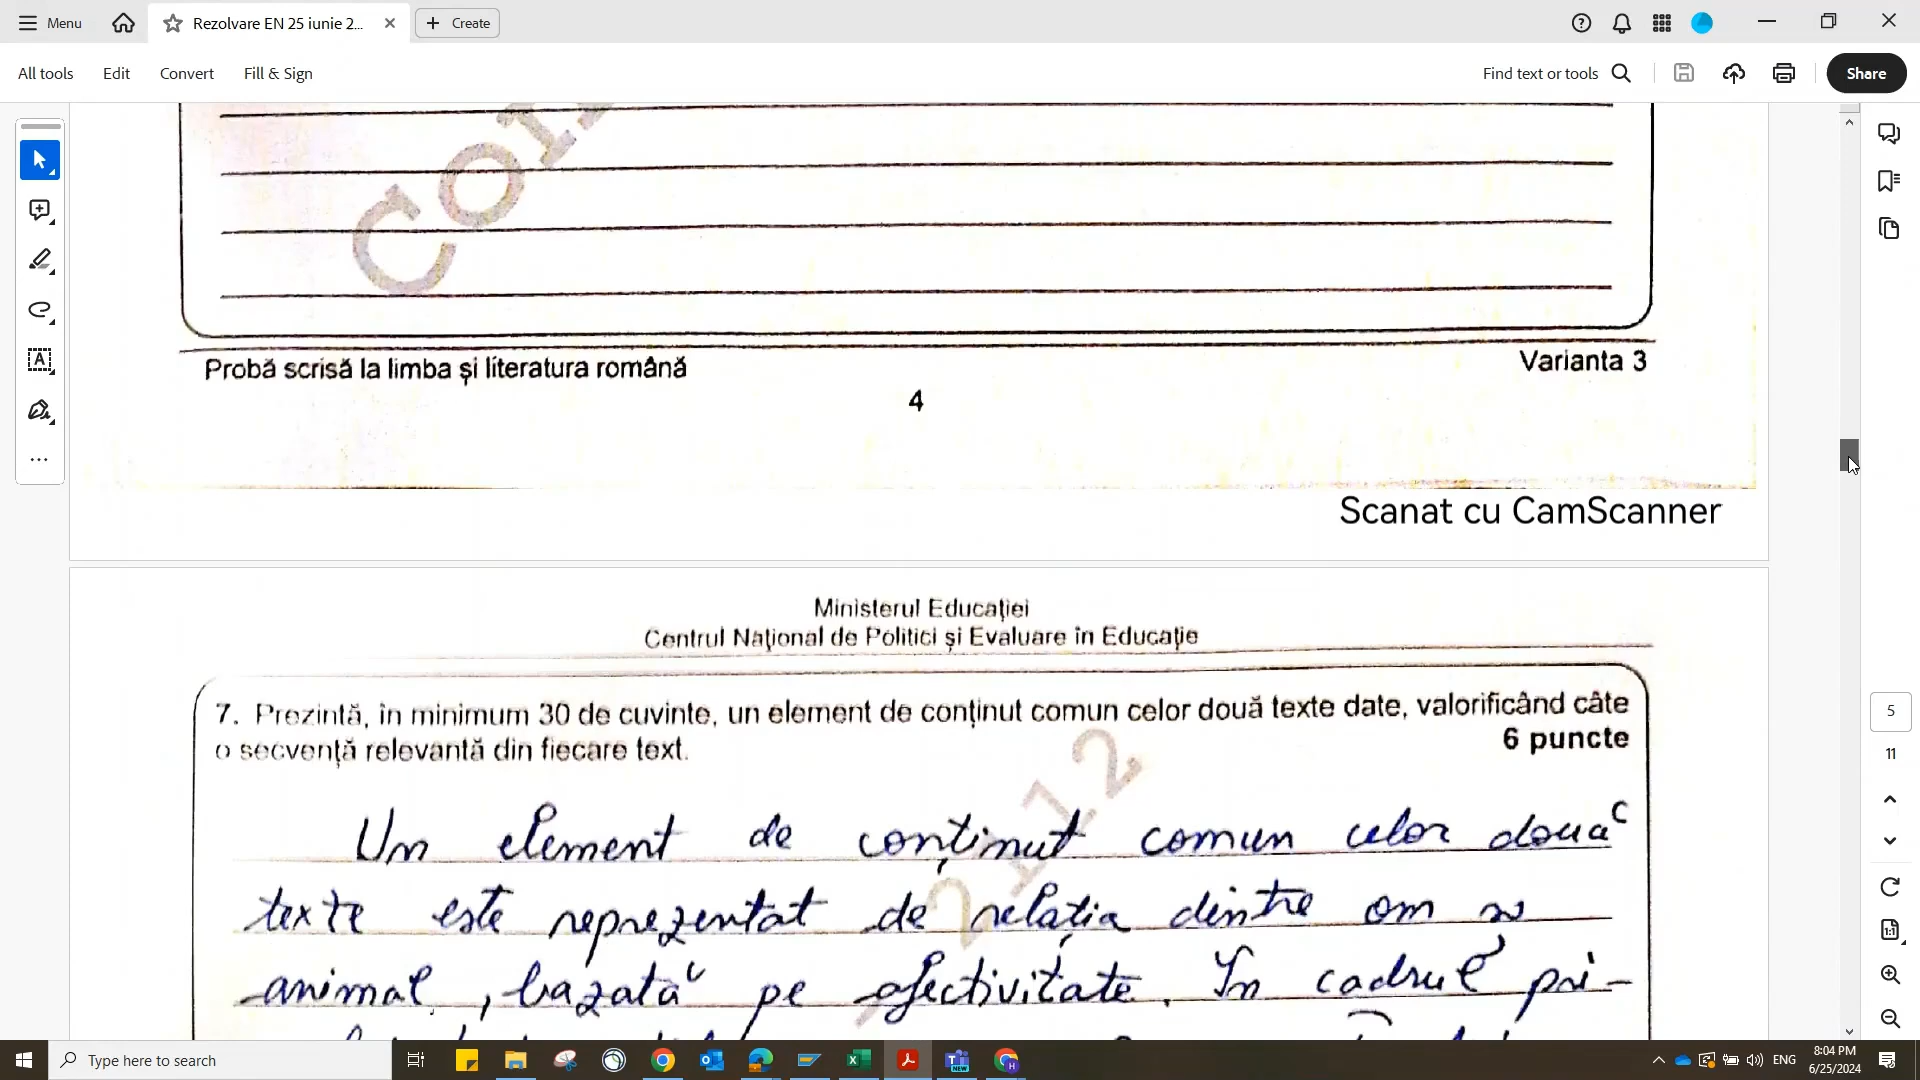 Menu
Rezolvare EN 25 iunie 2...
Create
All tools
Edit
Convert
Fill & Sign
Find text or tools
Share
Con
Probă scrisă la limba și literatura română
Varianta 3
4
Scanat cu CamScanner
Ministerul Educației
Centrul Național de Politici și Evaluare în Educație
7. Prezintă, în minimum 30 de cuvinte, un element de conținut comun celor două texte date, valorificând câte
o secvență relevantă din fiecare text.
6 puncte
Un element de conținut comun celor două
texte este reprezentat de relația dintre om și
animal, bazată pe afectivitate. În cadrul pri-
5
11
1:1
Type here to search
ENG
8:04 PM
6/25/2024